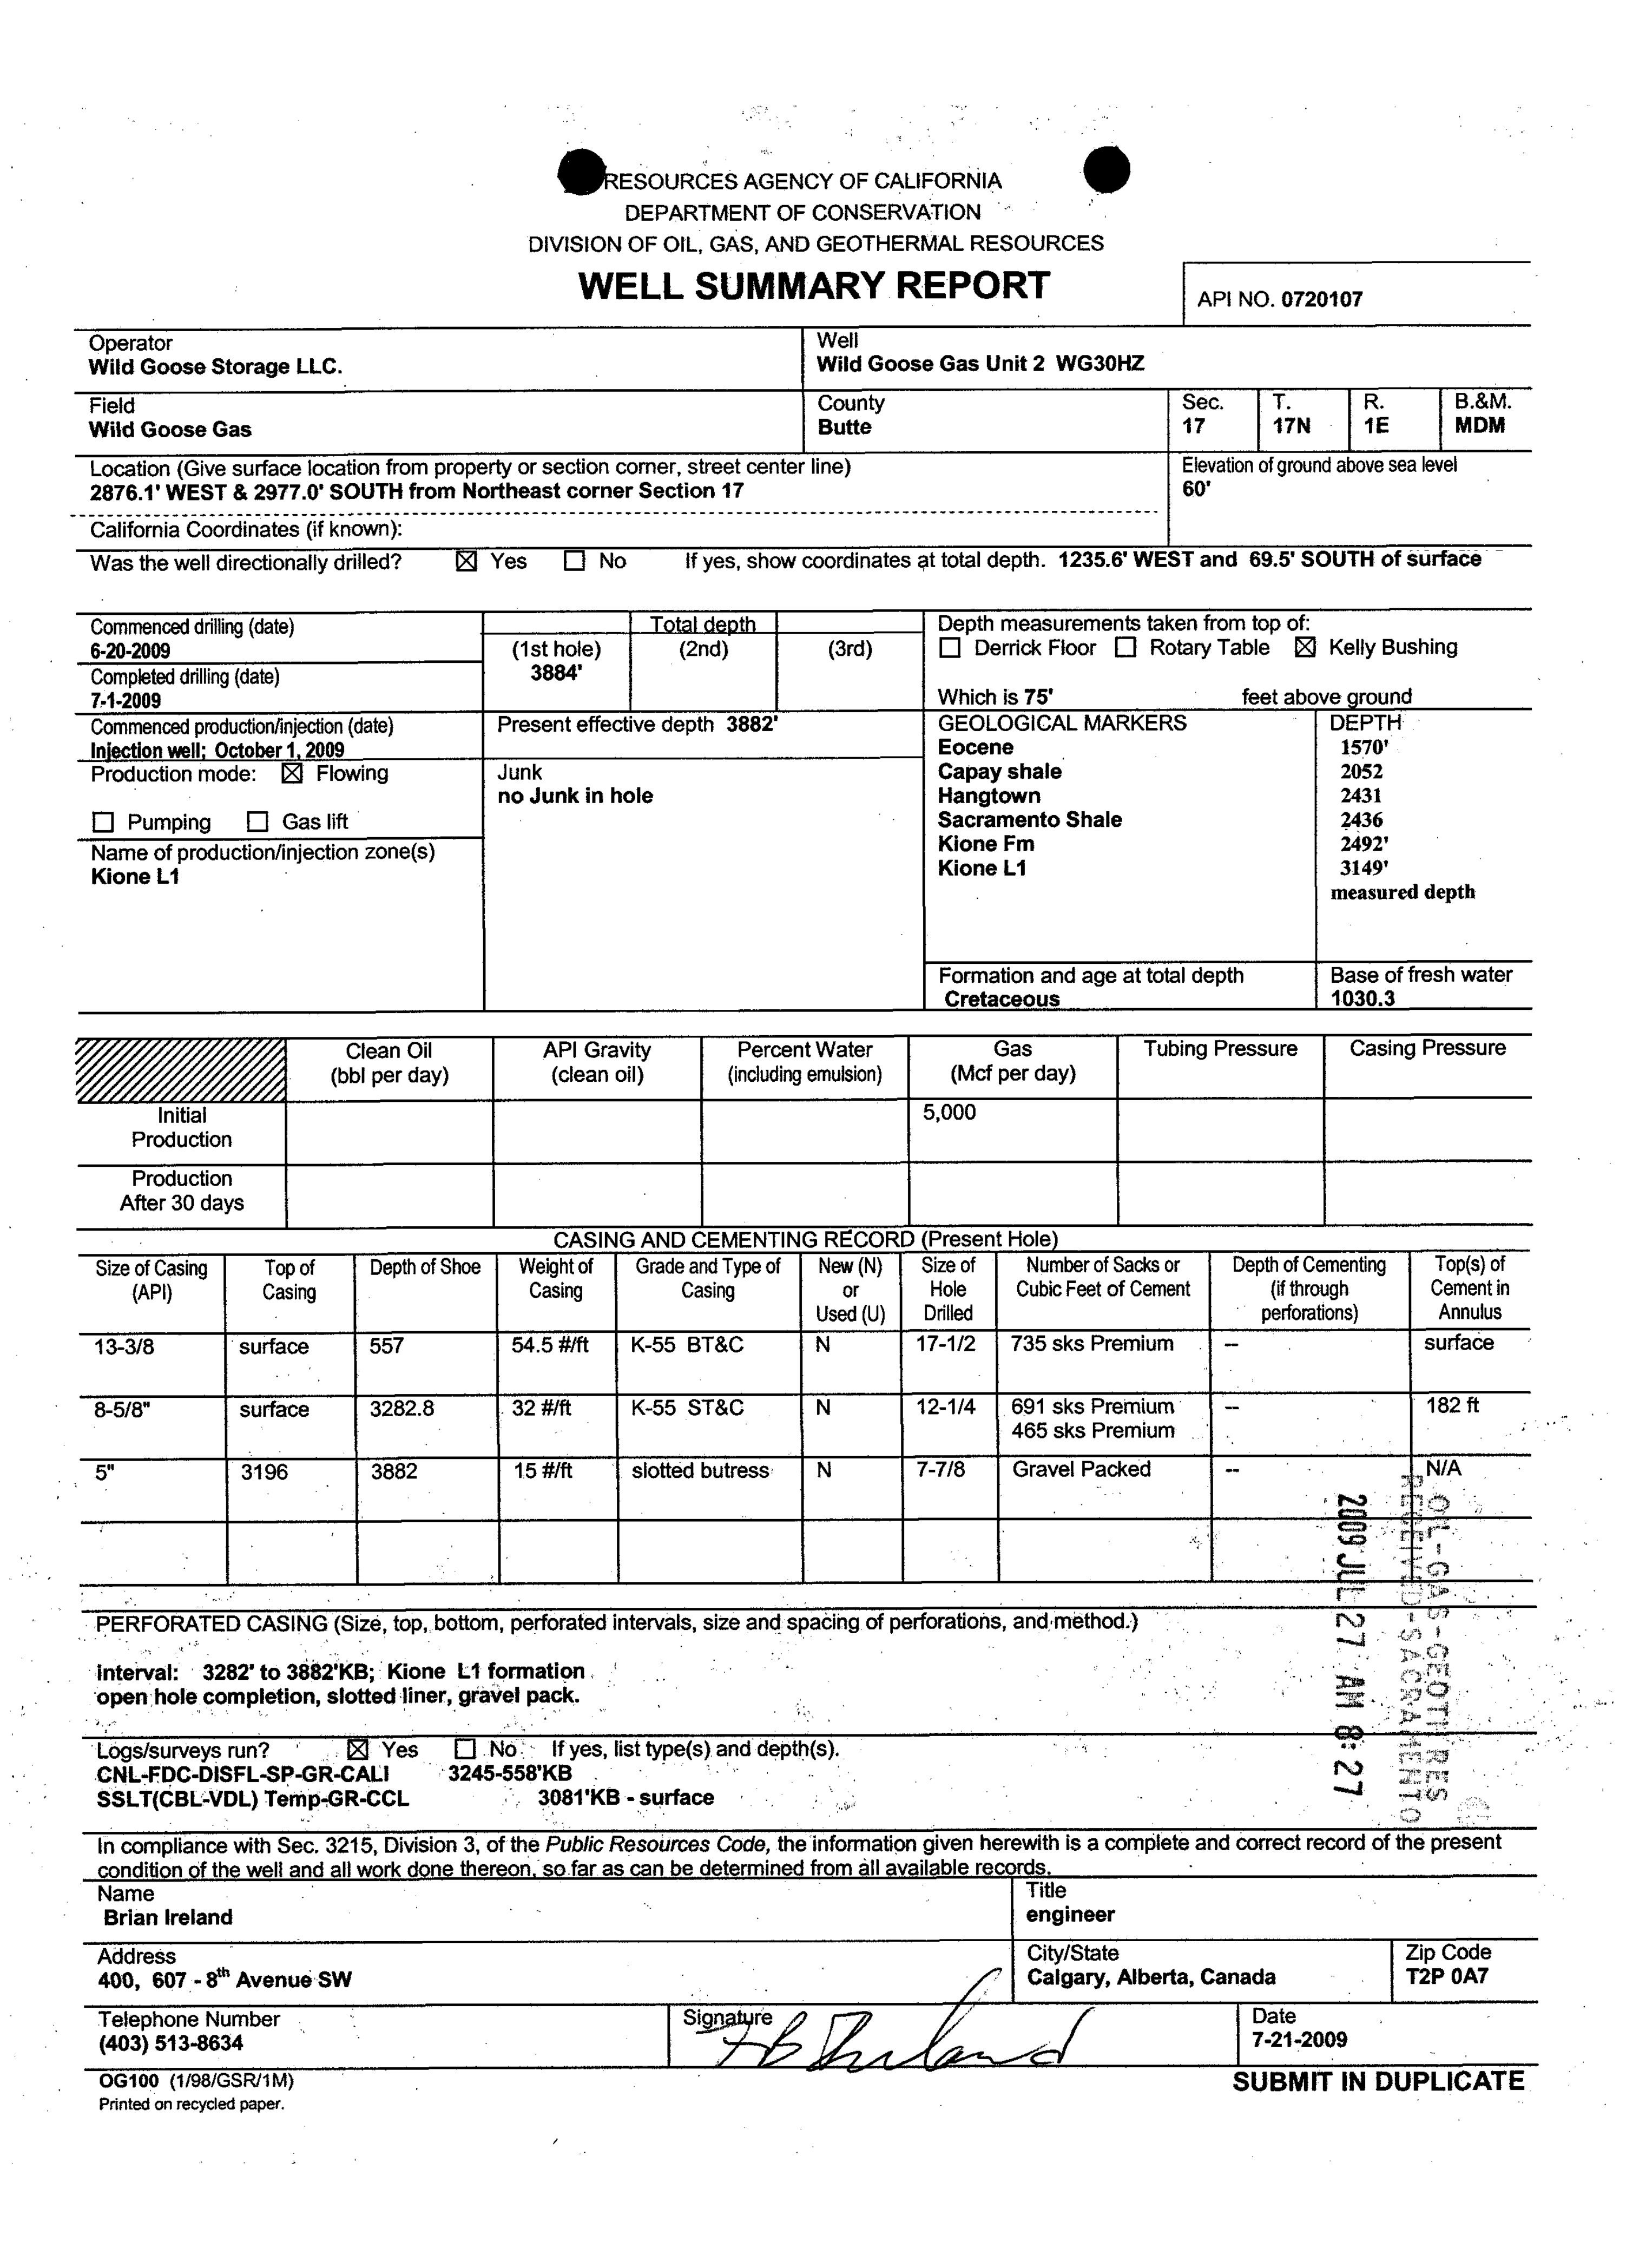 RESOURCES AGENCY OF CALIFORNIA
DEPARTMENT OF CONSERVATION
DIVISION OF OIL, GAS, AND GEOTHERMAL RESOURCES
WELL SUMMARY REPORT
API NO. 0720107
Operator
Wild Goose Storage LLC.
Well
Wild Goose Gas Unit 2 WG30HZ
Field
Wild Goose Gas
County
Butte
Sec.
17
T.
17N
R.
1E
B.&M.
MDM
Location (Give surface location from property or section corner, street center line)
2876.1' WEST & 2977.0' SOUTH from Northeast corner Section 17
Elevation of ground above sea level
60'
California Coordinates (if known):
Was the well directionally drilled? ☒ Yes ☐ No If yes, show coordinates at total depth. 1235.6' WEST and 69.5' SOUTH of surface
Commenced drilling (date)
6-20-2009
Completed drilling (date)
7-1-2009
Commenced production/injection (date)
Injection well; October 1, 2009
Production mode: ☒ Flowing
☐ Pumping ☐ Gas lift
Name of production/injection zone(s)
Kione L1
Total depth
(1st hole) (2nd) (3rd)
3884'
Present effective depth 3882'
Junk
no Junk in hole
Depth measurements taken from top of:
☐ Derrick Floor ☐ Rotary Table ☒ Kelly Bushing
Which is 75' feet above ground
GEOLOGICAL MARKERS DEPTH
Eocene 1570'
Capay shale 2052
Hangtown 2431
Sacramento Shale 2436
Kione Fm 2492'
Kione L1 3149'
measured depth
Formation and age at total depth
Cretaceous
Base of fresh water
1030.3
Clean Oil
(bbl per day)
API Gravity
(clean oil)
Percent Water
(including emulsion)
Gas
(Mcf per day)
Tubing Pressure
Casing Pressure
Initial
Production
5,000
Production
After 30 days
CASING AND CEMENTING RECORD (Present Hole)
Size of Casing
(API)
Top of
Casing
Depth of Shoe
Weight of
Casing
Grade and Type of
Casing
New (N)
or
Used (U)
Size of
Hole
Drilled
Number of Sacks or
Cubic Feet of Cement
Depth of Cementing
(if through
perforations)
Top(s) of
Cement in
Annulus
13-3/8 surface 557 54.5 #/ft K-55 BT&C N 17-1/2 735 sks Premium -- surface
8-5/8" surface 3282.8 32 #/ft K-55 ST&C N 12-1/4 691 sks Premium -- 182 ft
465 sks Premium
5" 3196 3882 15 #/ft slotted butress N 7-7/8 Gravel Packed -- N/A
OIL-GAS-GEOTH RES
RECEIVED-SACRAMENTO
2009 JUL 27 AM 8:27
PERFORATED CASING (Size, top, bottom, perforated intervals, size and spacing of perforations, and method.)
interval: 3282' to 3882'KB; Kione L1 formation
open hole completion, slotted liner, gravel pack.
Logs/surveys run? ☒ Yes ☐ No If yes, list type(s) and depth(s).
CNL-FDC-DISFL-SP-GR-CALI 3245-558'KB
SSLT(CBL-VDL) Temp-GR-CCL 3081'KB - surface
In compliance with Sec. 3215, Division 3, of the Public Resources Code, the information given herewith is a complete and correct record of the present
condition of the well and all work done thereon, so far as can be determined from all available records.
Name
Brian Ireland
Title
engineer
Address
400, 607 - 8th Avenue SW
City/State
Calgary, Alberta, Canada
Zip Code
T2P 0A7
Telephone Number
(403) 513-8634
Signature
HB Ireland
Date
7-21-2009
OG100 (1/98/GSR/1M)
Printed on recycled paper.
SUBMIT IN DUPLICATE